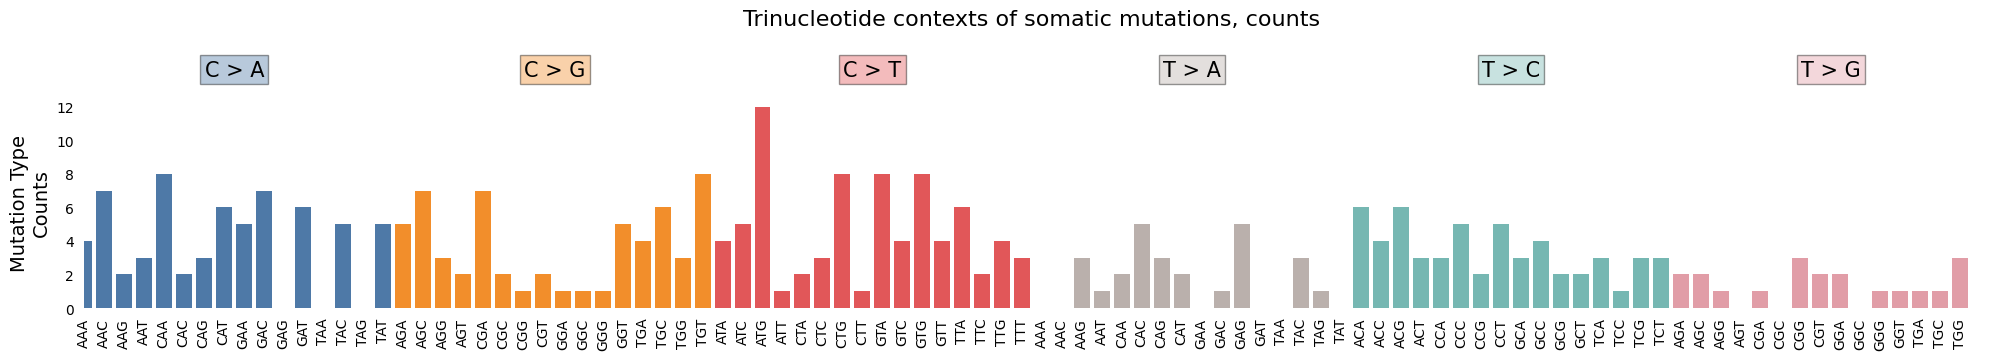 Trinucleotide contexts of somatic mutations, counts
C > A C > G C > T T > A T > C T > G
Mutation Type
Counts
12
10
8
6
4
2
0
AAA AAC AAG AAT CAA CAC CAG CAT GAA GAC GAG GAT TAA TAC TAG TAT AGA AGC AGG AGT CGA CGC CGG CGT GGA GGC GGG GGT TGA TGC TGG TGT ATA ATC ATG ATT CTA CTC CTG CTT GTA GTC GTG GTT TTA TTC TTG TTT AAA AAC AAG AAT CAA CAC CAG CAT GAA GAC GAG GAT TAA TAC TAG TAT ACA ACC ACG ACT CCA CCC CCG CCT GCA GCC GCG GCT TCA TCC TCG TCT AGA AGC AGG AGT CGA CGC CGG CGT GGA GGC GGG GGT TGA TGC TGG